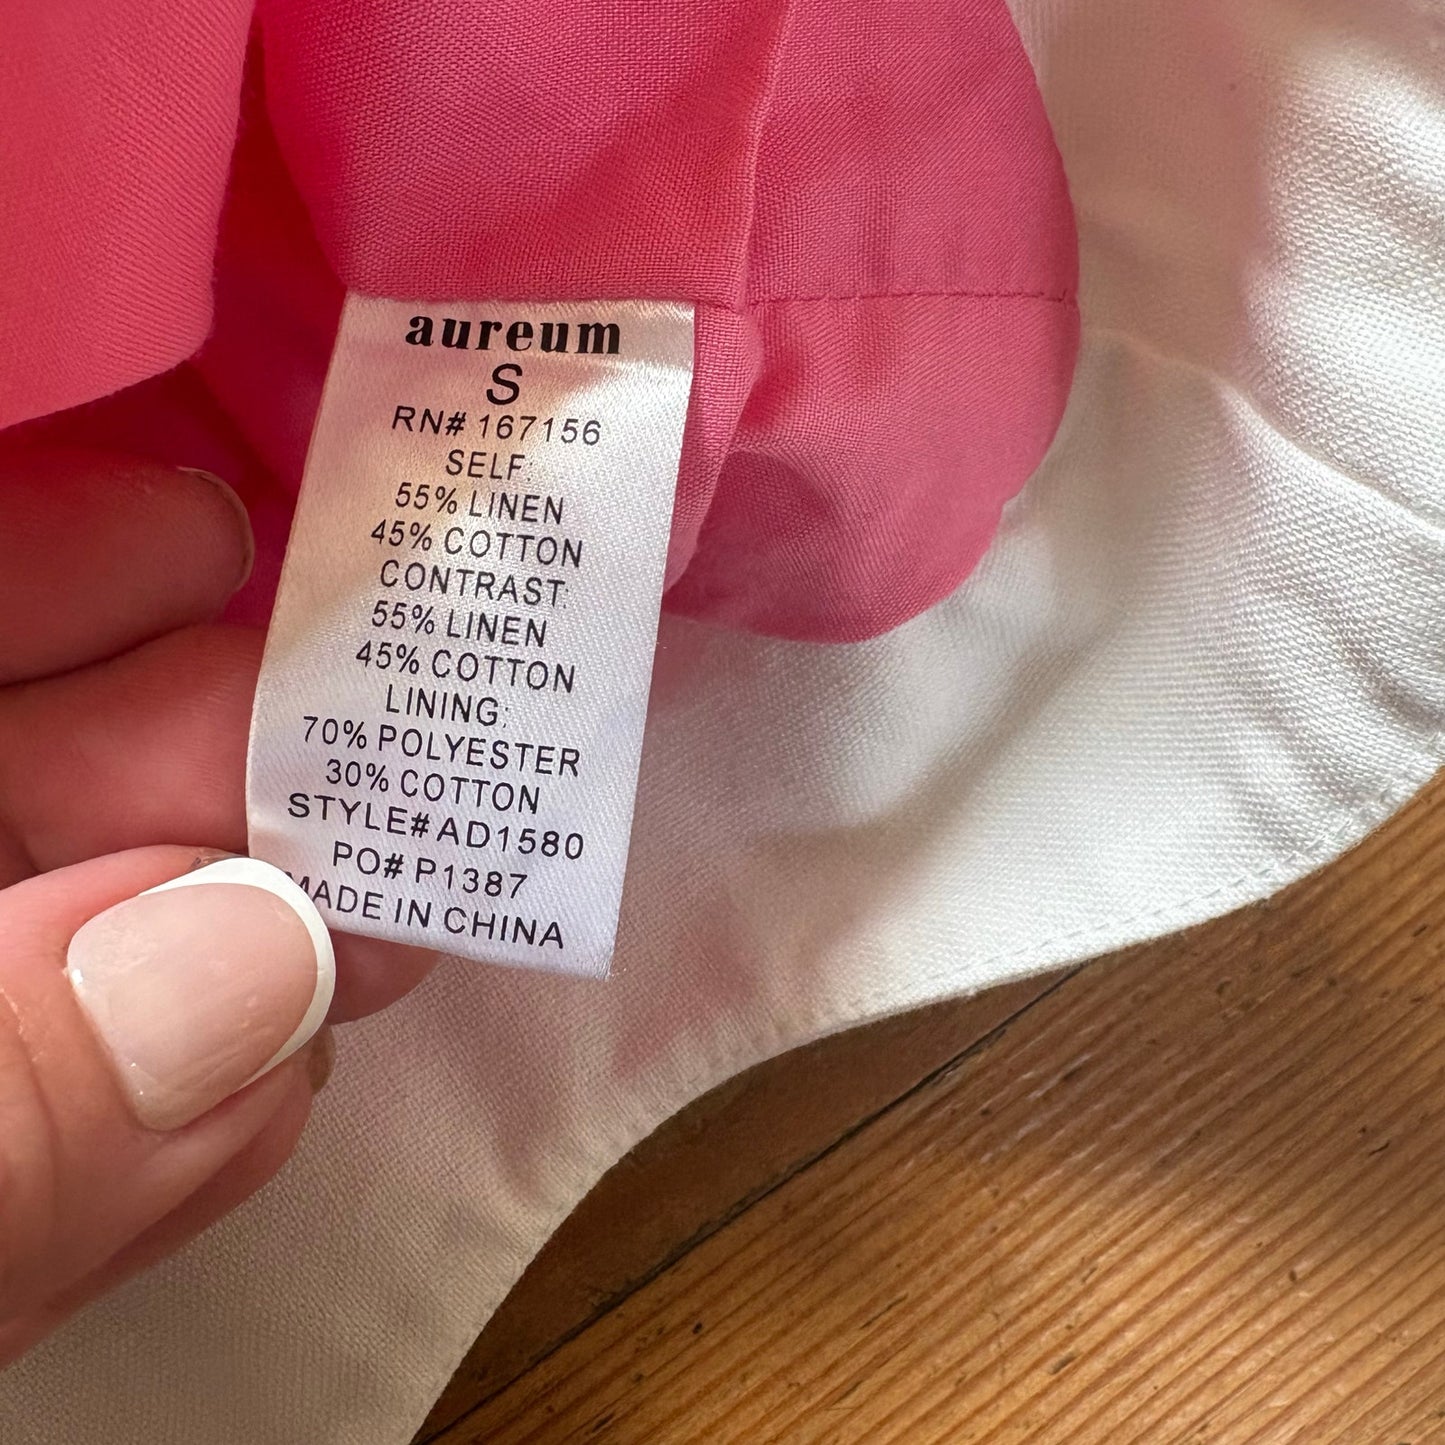 aureum
S
RN# 167156
SELF:
55% LINEN
45% COTTON
CONTRAST:
55% LINEN
45% COTTON
LINING:
70% POLYESTER
30% COTTON
STYLE#AD1580
PO# P1387
MADE IN CHINA